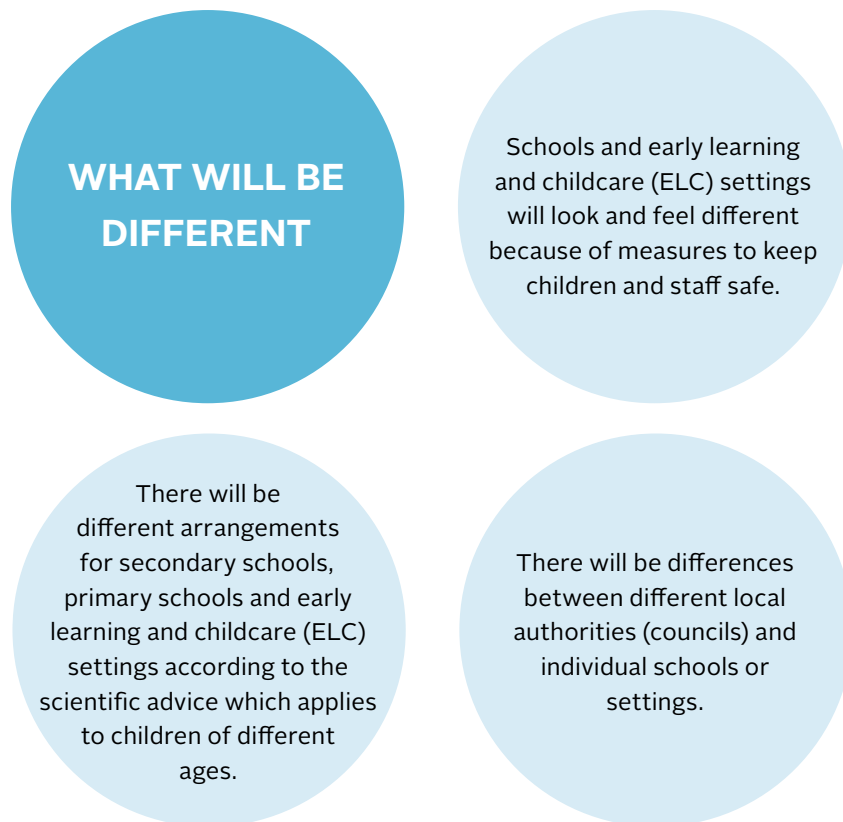 WHAT WILL BE
DIFFERENT
Schools and early learning
and childcare (ELC) settings
will look and feel different
because of measures to keep
children and staff safe.
There will be
different arrangements
for secondary schools,
primary schools and early
learning and childcare (ELC)
settings according to the
scientific advice which applies
to children of different
ages.
There will be differences
between different local
authorities (councils) and
individual schools or
settings.